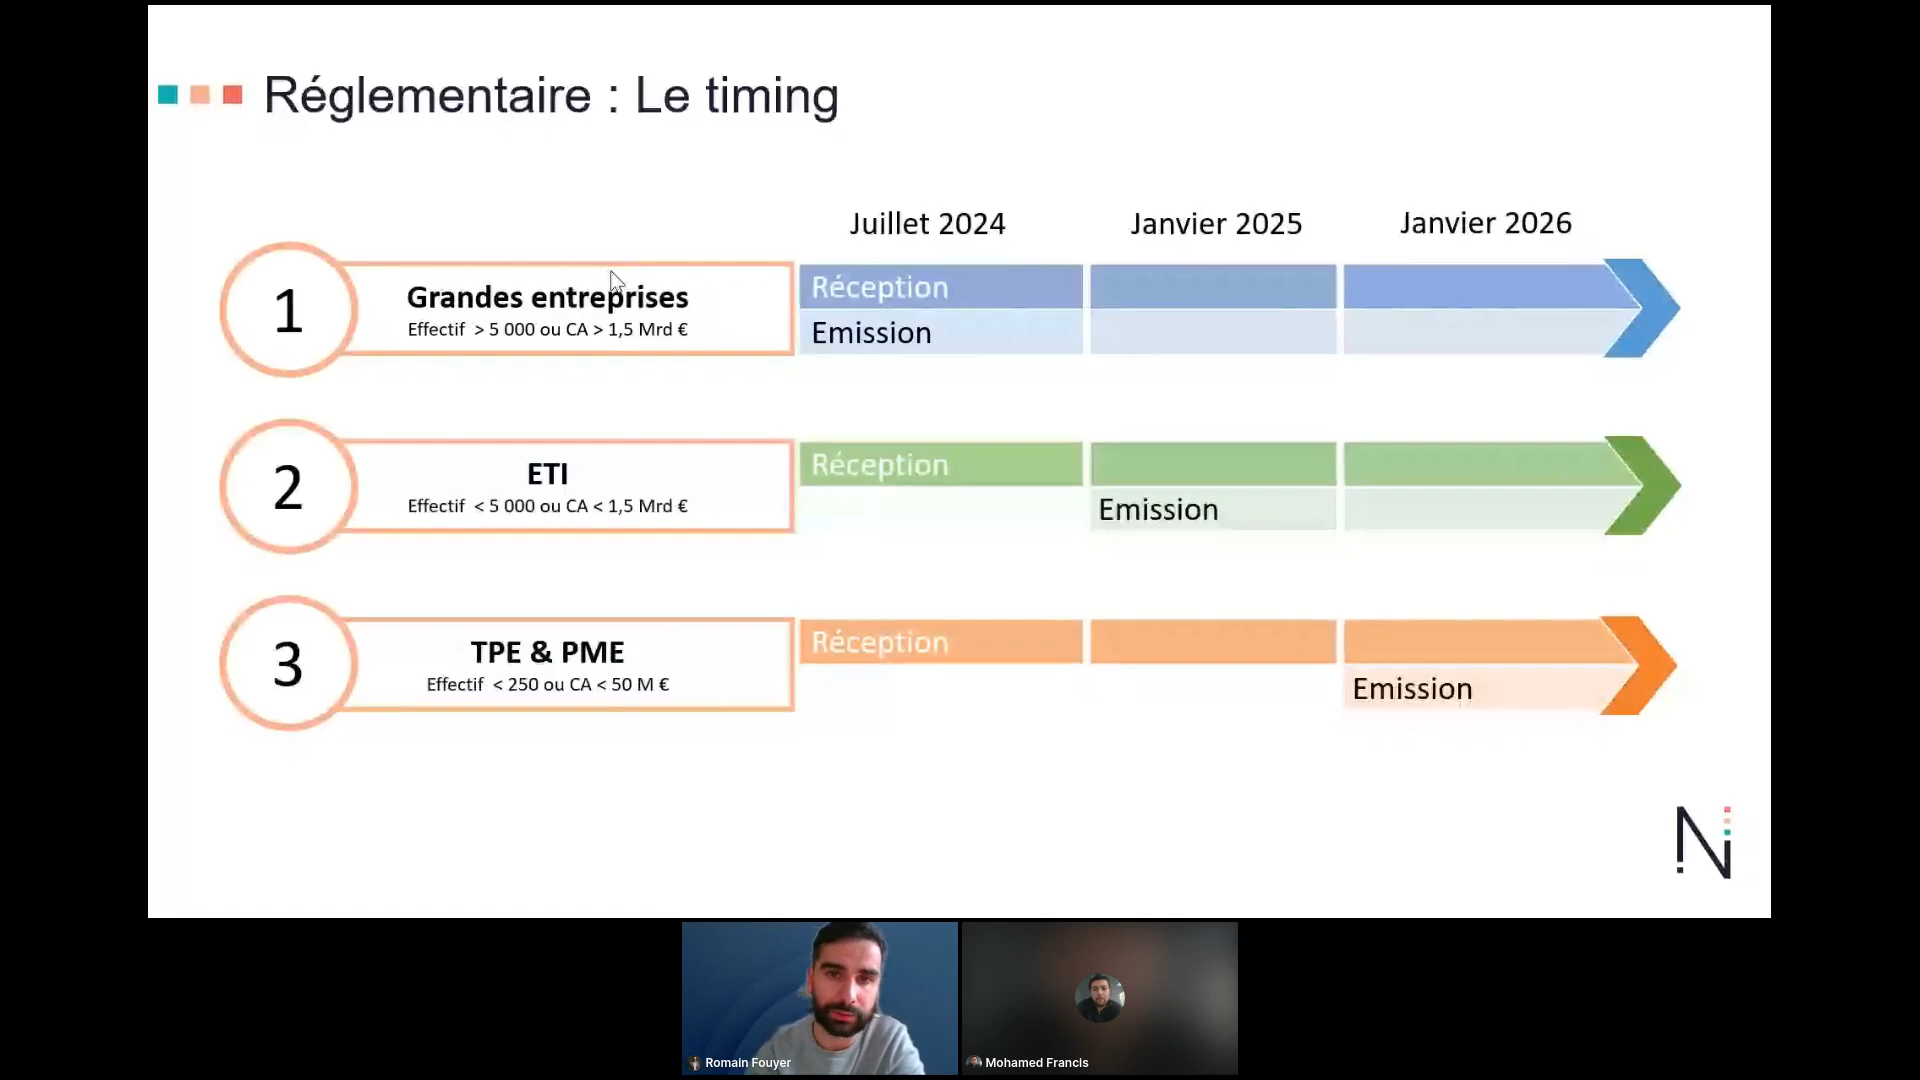 Réglementaire : Le timing
Juillet 2024
Janvier 2025
Janvier 2026
1
Grandes entreprises
Effectif > 5 000 ou CA > 1,5 Mrd €
Réception
Emission
2
ETI
Effectif < 5 000 ou CA < 1,5 Mrd €
Réception
Emission
3
TPE & PME
Effectif < 250 ou CA < 50 M €
Réception
Emission
N
Romain Fouyer
Mohamed Francis